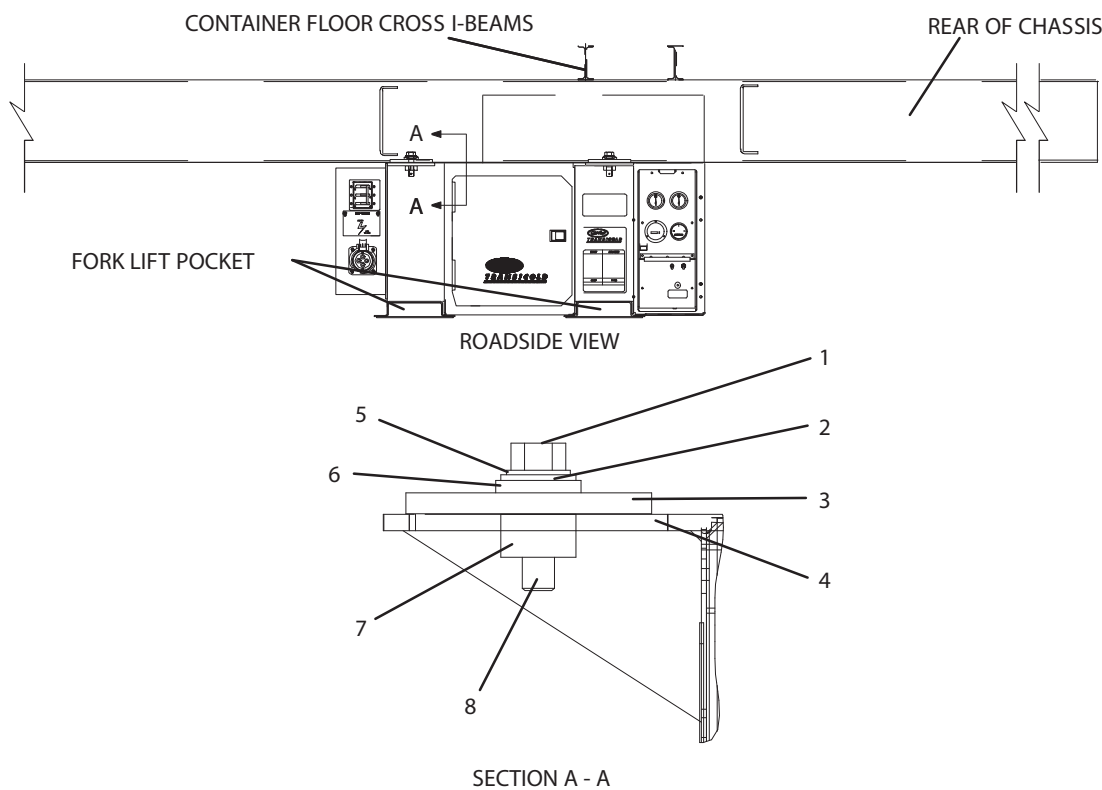 CONTAINER FLOOR CROSS I-BEAMS
REAR OF CHASSIS
A
A
FORK LIFT POCKET
TRANSICOLD
ROADSIDE VIEW
1
5
2
6
3
4
7
8
SECTION A - A